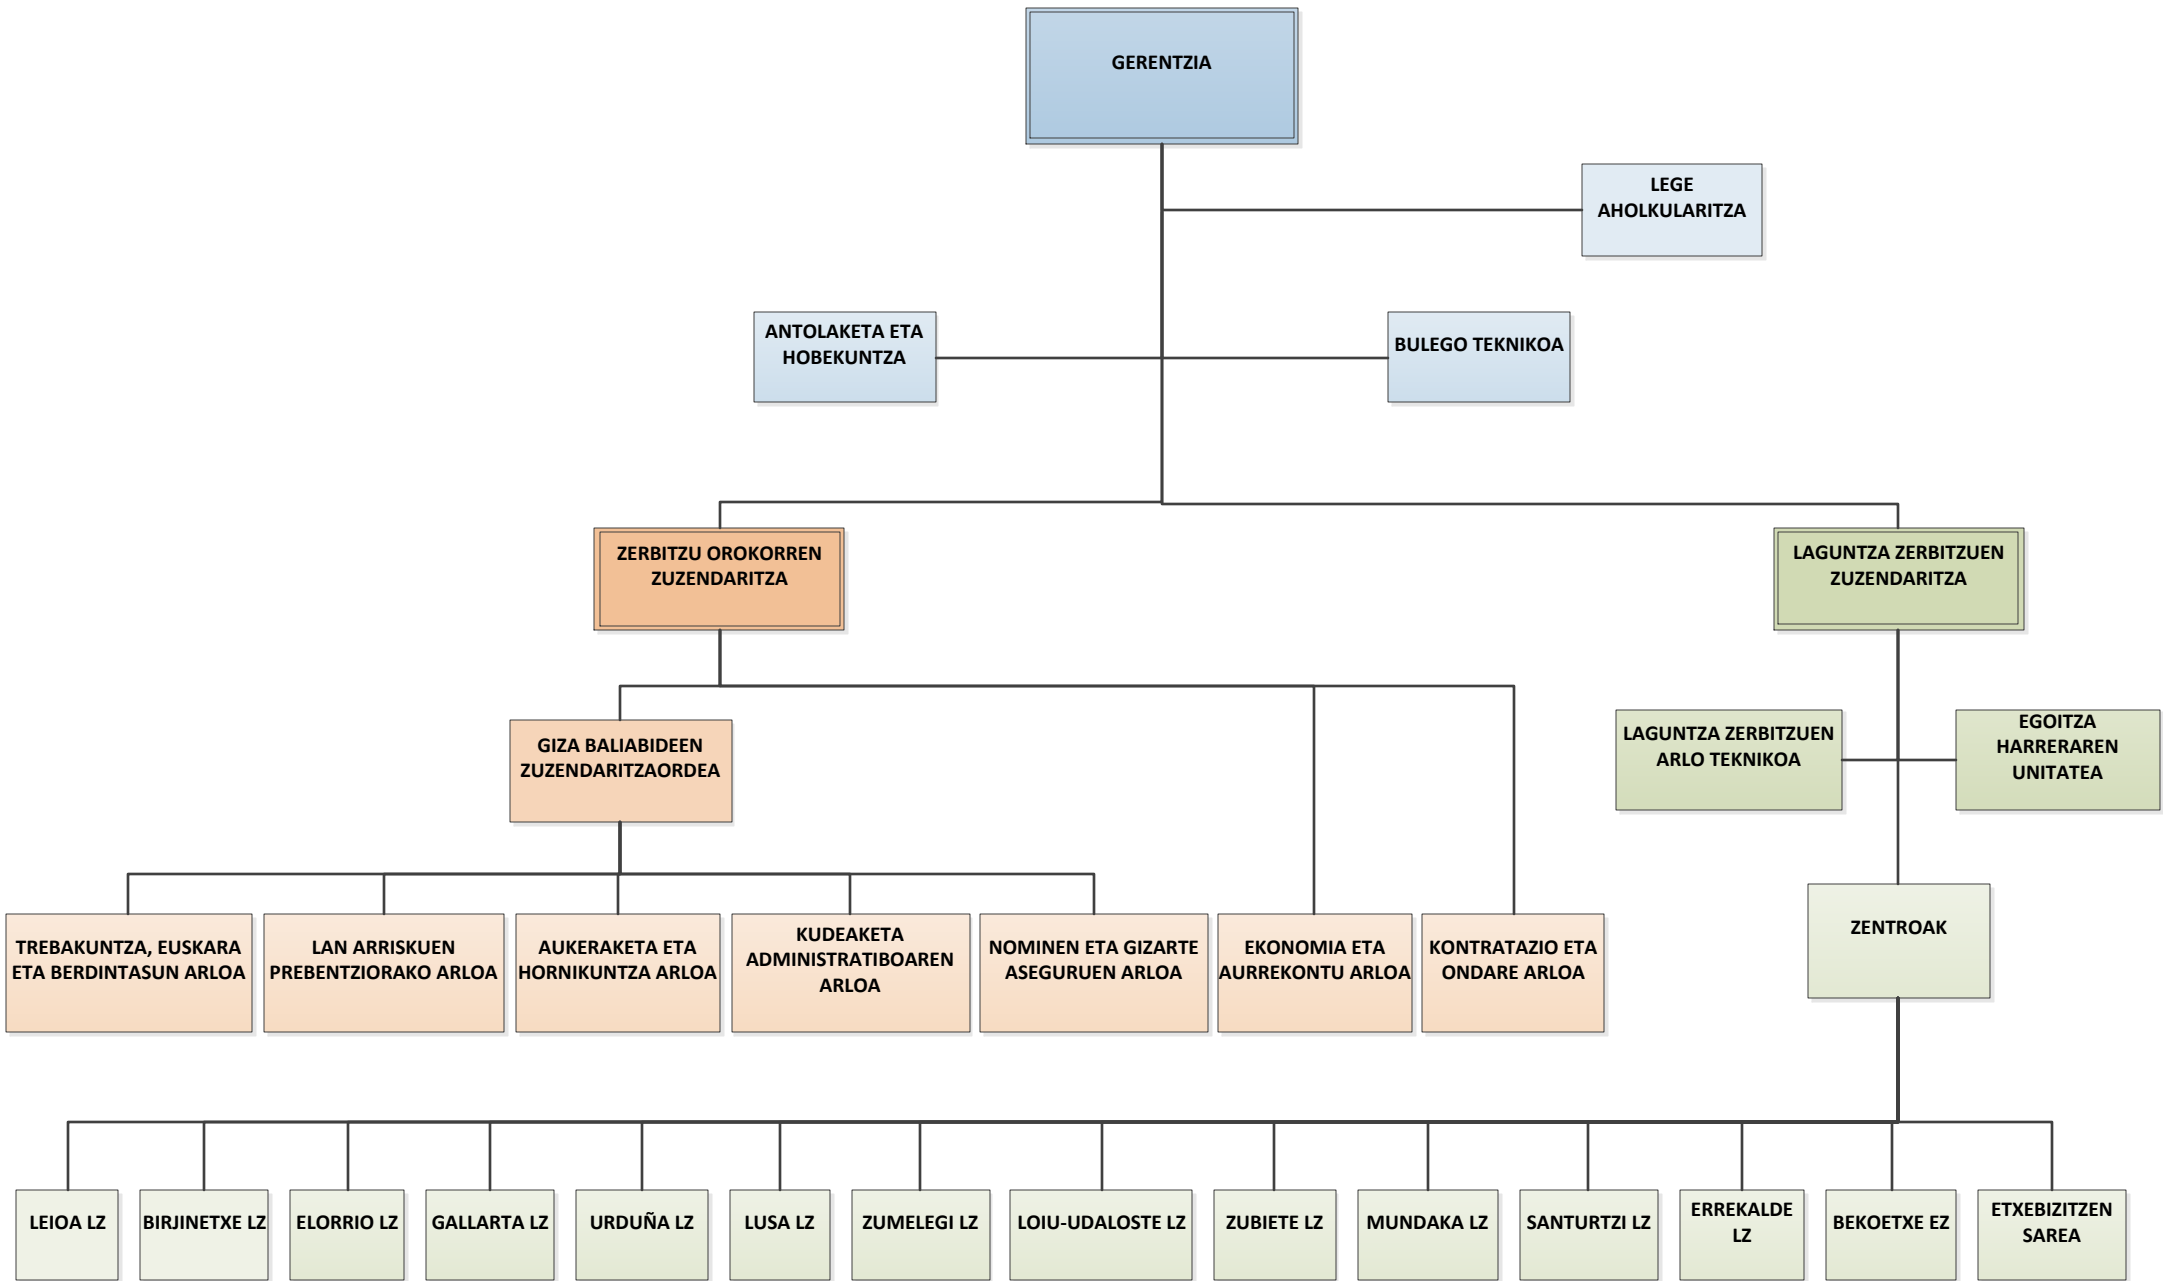 GERENTZIA
LEGE
AHOLKULARITZA
ANTOLAKETA ETA
HOBEKUNTZA
BULEGO TEKNIKOA
ZERBITZU OROKORREN
ZUZENDARITZA
LAGUNTZA ZERBITZUEN
ZUZENDARITZA
GIZA BALIABIDEEN
ZUZENDARITZAORDEA
LAGUNTZA ZERBITZUEN
ARLO TEKNIKOA
EGOITZA
HARRERAREN
UNITATEA
TREBAKUNTZA, EUSKARA
ETA BERDINTASUN ARLOA
LAN ARRISKUEN
PREBENTZIORAKO ARLOA
AUKERAKETA ETA
HORNIKUNTZA ARLOA
KUDEAKETA
ADMINISTRATIBOAREN
ARLOA
NOMINEN ETA GIZARTE
ASEGURUEN ARLOA
EKONOMIA ETA
AURREKONTU ARLOA
KONTRATAZIO ETA
ONDARE ARLOA
ZENTROAK
LEIOA LZ
BIRJINETXE LZ
ELORRIO LZ
GALLARTA LZ
URDUÑA LZ
LUSA LZ
ZUMELEGI LZ
LOIU-UDALOSTE LZ
ZUBIETE LZ
MUNDAKA LZ
SANTURTZI LZ
ERREKALDE
LZ
BEKOETXE EZ
ETXEBIZITZEN
SAREA